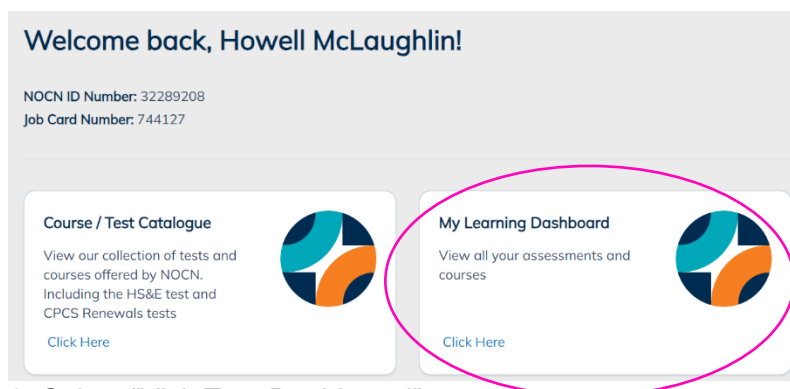 Welcome back, Howell McLaughlin!
NOCN ID Number: 32289208
Job Card Number: 744127
Course / Test Catalogue
View our collection of tests and
courses offered by NOCN.
Including the HS&E test and
CPCS Renewals tests
Click Here
My Learning Dashboard
View all your assessments and
courses
Click Here